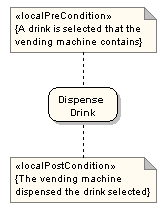 «localPreCondition»
{A drink is selected that the
vending machine contains}
Dispense
Drink
«localPostCondition»
{The vending machine
dispensed the drink selected}